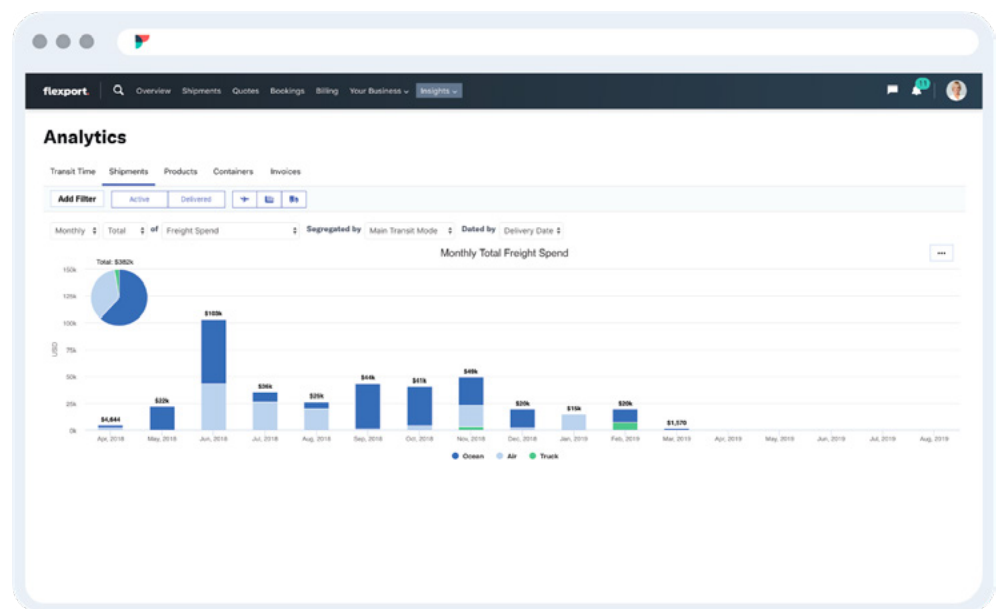 flexport. Overview Shipments Quotes Bookings Billing Your Business Insights 11
Analytics
Transit Time Shipments Products Containers Invoices
Add Filter Active Delivered
Monthly Total of Freight Spend Segregated by Main Transit Mode Dated by Delivery Date
Monthly Total Freight Spend
Total: $382k
150k
125k
100k
75k
50k
25k
0k
USD
$4,644 $22k $103k $36k $25k $44k $41k $49k $20k $15k $20k $1,570
Apr, 2018 May, 2018 Jun, 2018 Jul, 2018 Aug, 2018 Sep, 2018 Oct, 2018 Nov, 2018 Dec, 2018 Jan, 2019 Feb, 2019 Mar, 2019 Apr, 2019 May, 2019 Jun, 2019 Jul, 2019 Aug, 2019
Ocean Air Truck